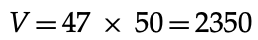 V = 47 × 50 = 2350